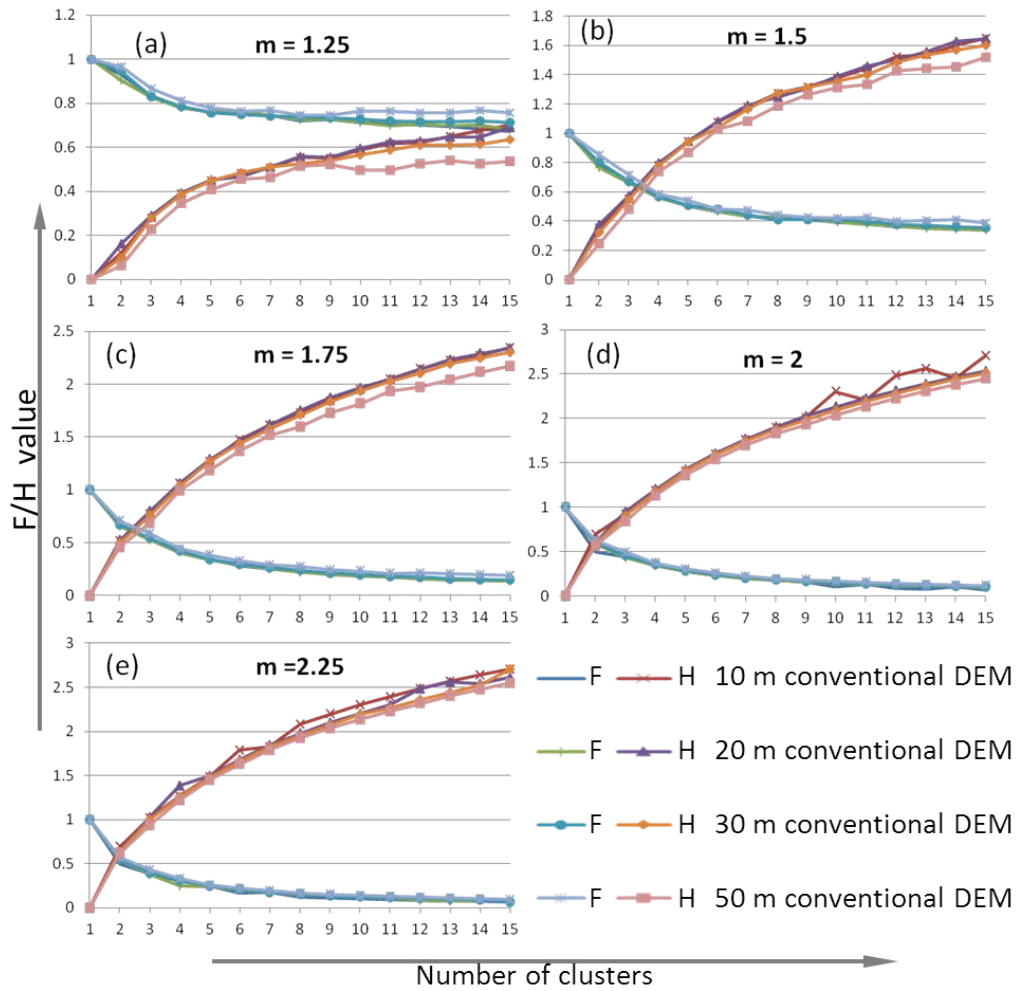 (a) m = 1.25
1.2
1
0.8
0.6
0.4
0.2
0
1 2 3 4 5 6 7 8 9 10 11 12 13 14 15
(b) m = 1.5
1.8
1.6
1.4
1.2
1
0.8
0.6
0.4
0.2
0
1 2 3 4 5 6 7 8 9 10 11 12 13 14 15
F/H value
(c) m = 1.75
2.5
2
1.5
1
0.5
0
1 2 3 4 5 6 7 8 9 10 11 12 13 14 15
(d) m = 2
3
2.5
2
1.5
1
0.5
0
1 2 3 4 5 6 7 8 9 10 11 12 13 14 15
(e) m =2.25
3
2.5
2
1.5
1
0.5
0
1 2 3 4 5 6 7 8 9 10 11 12 13 14 15
F H 10 m conventional DEM
F H 20 m conventional DEM
F H 30 m conventional DEM
F H 50 m conventional DEM
Number of clusters